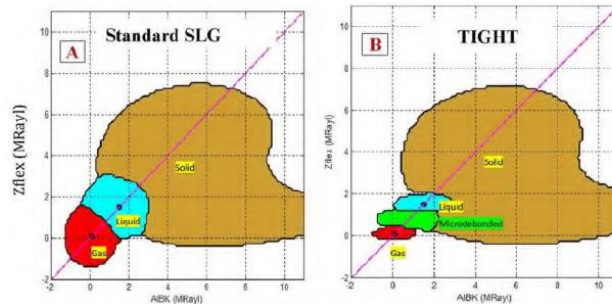 A
Standard SLG
Zflex (MRayl)
10
8
6
4
2
0
-2
Solid
Liquid
Gas
-2
0
2
4
6
8
10
AIBK (MRayl)
B
TIGHT
Zflex (MRayl)
10
8
6
4
2
0
-2
Solid
Liquid
Microdebonded
Gas
-2
0
2
4
6
8
10
AIBK (MRayl)